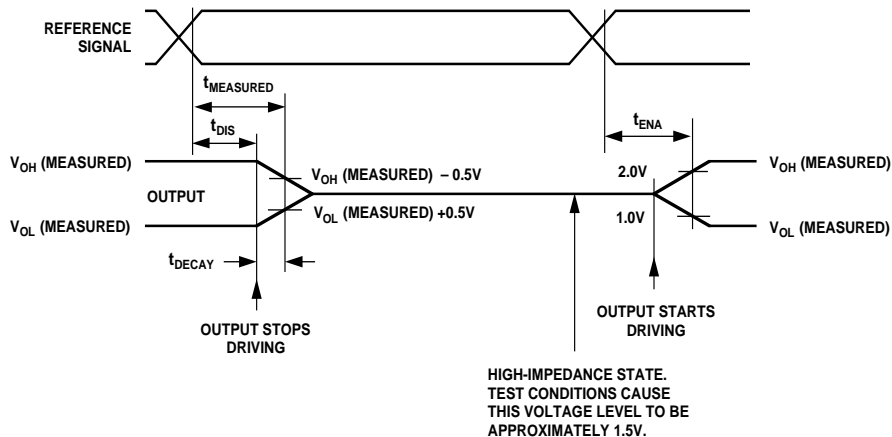 REFERENCE
SIGNAL
tMEASURED
tDIS
tENA
VOH (MEASURED)
VOH (MEASURED) – 0.5V
2.0V
VOH (MEASURED)
OUTPUT
VOL (MEASURED) +0.5V
1.0V
VOL (MEASURED)
VOL (MEASURED)
tDECAY
OUTPUT STOPS
DRIVING
OUTPUT STARTS
DRIVING
HIGH-IMPEDANCE STATE.
TEST CONDITIONS CAUSE
THIS VOLTAGE LEVEL TO BE
APPROXIMATELY 1.5V.